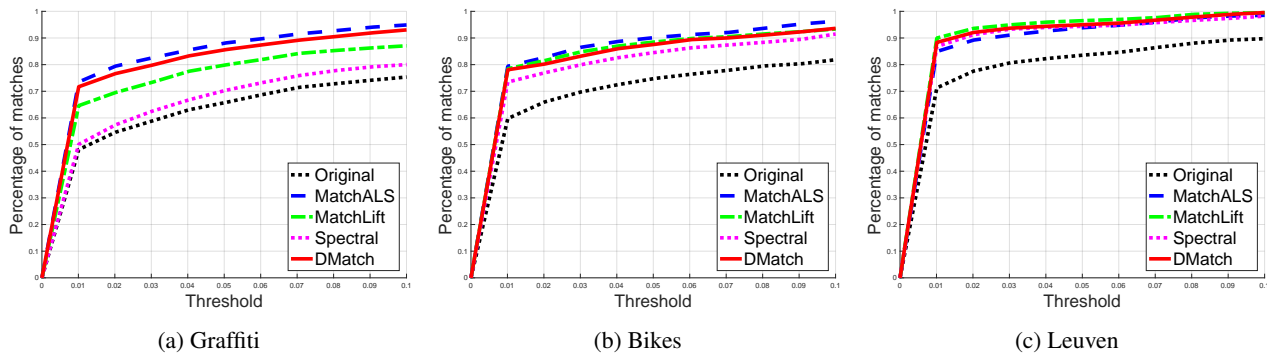 Percentage of matches
1
0.9
0.8
0.7
0.6
0.5
0.4
0.3
0.2
0.1
0
0 0.01 0.02 0.03 0.04 0.05 0.06 0.07 0.08 0.09 0.1
Threshold
Original
MatchALS
MatchLift
Spectral
DMatch
(a) Graffiti
Percentage of matches
1
0.9
0.8
0.7
0.6
0.5
0.4
0.3
0.2
0.1
0
0 0.01 0.02 0.03 0.04 0.05 0.06 0.07 0.08 0.09 0.1
Threshold
Original
MatchALS
MatchLift
Spectral
DMatch
(b) Bikes
Percentage of matches
1
0.9
0.8
0.7
0.6
0.5
0.4
0.3
0.2
0.1
0
0 0.01 0.02 0.03 0.04 0.05 0.06 0.07 0.08 0.09 0.1
Threshold
Original
MatchALS
MatchLift
Spectral
DMatch
(c) Leuven